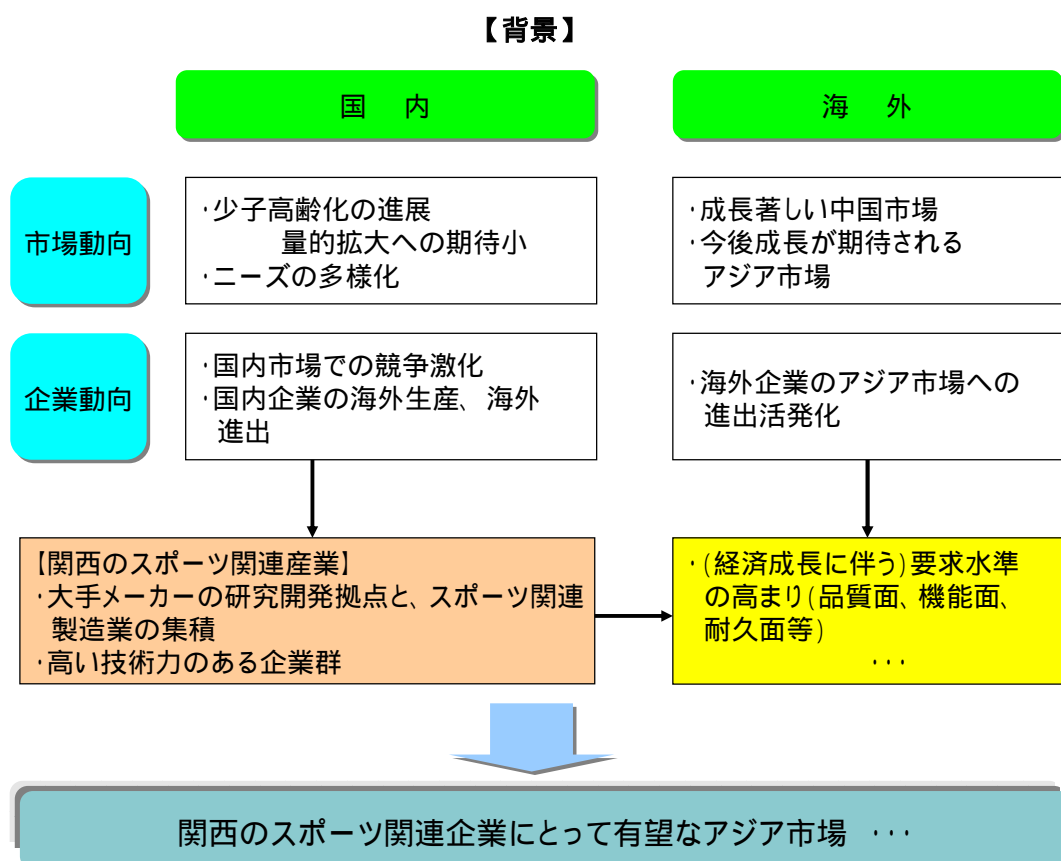 【背景】
国 内
海 外
市場動向
・少子高齢化の進展
量的拡大への期待小
・ニーズの多様化
・成長著しい中国市場
・今後成長が期待される
アジア市場
企業動向
・国内市場での競争激化
・国内企業の海外生産、海外
進出
・海外企業のアジア市場への
進出活発化
【関西のスポーツ関連産業】
・大手メーカーの研究開発拠点と、スポーツ関連
製造業の集積
・高い技術力のある企業群
・(経済成長に伴う)要求水準
の高まり(品質面、機能面、
耐久面等)
・・・
関西のスポーツ関連企業にとって有望なアジア市場 ・・・